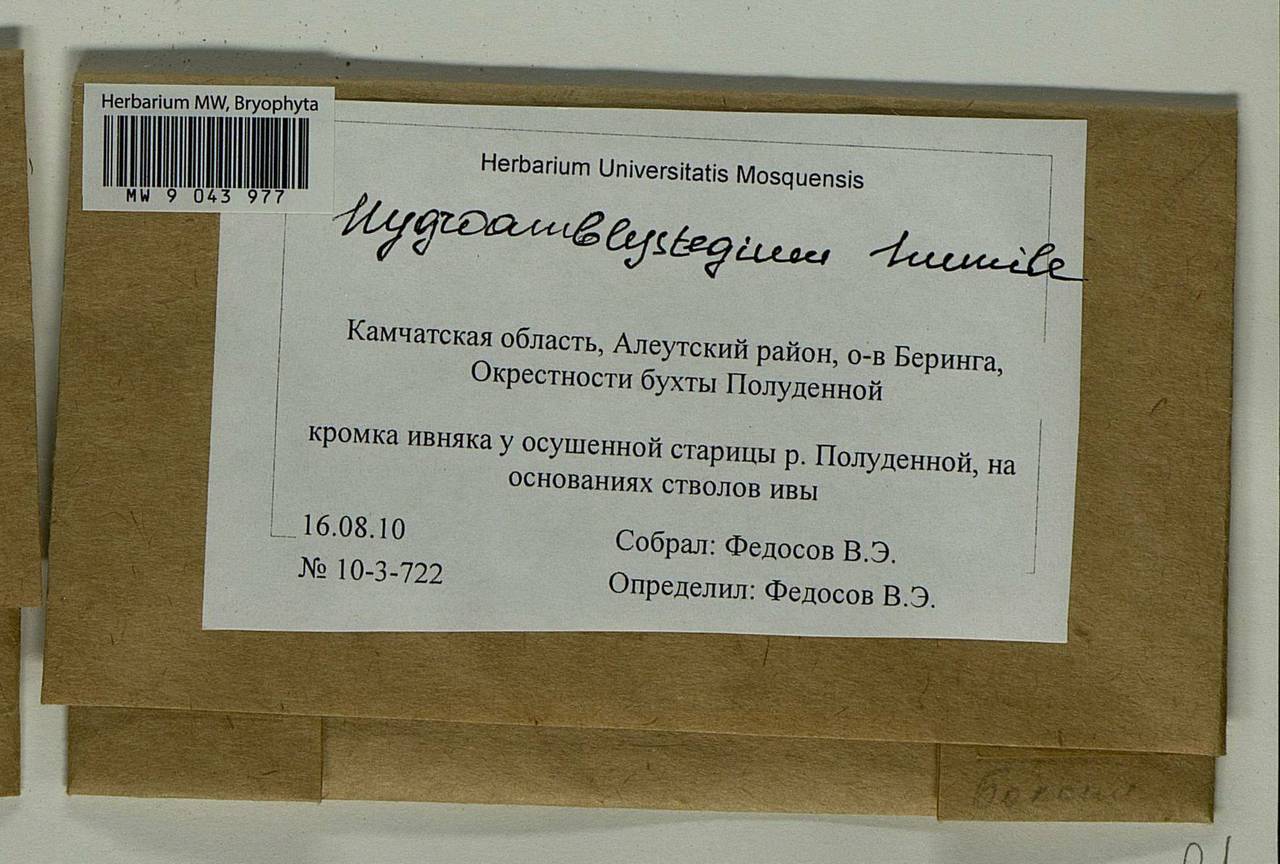 Herbarium MW, Bryophyta
MW 9 043 977
Herbarium Universitatis Mosquensis
Hygroamblystegium humile
Камчатская область, Алеутский район, о-в Беринга,
Окрестности бухты Полуденной
кромка ивняка у осушенной старицы р. Полуденной, на
основаниях стволов ивы
16.08.10
Собрал: Федосов В.Э.
№ 10-3-722
Определил: Федосов В.Э.